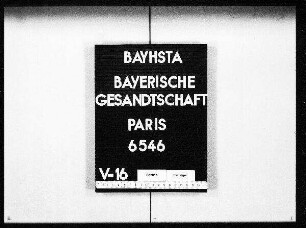 BAYHSTA
BAYERISCHE
GESANDTSCHAFT
PARIS
6546
V-16